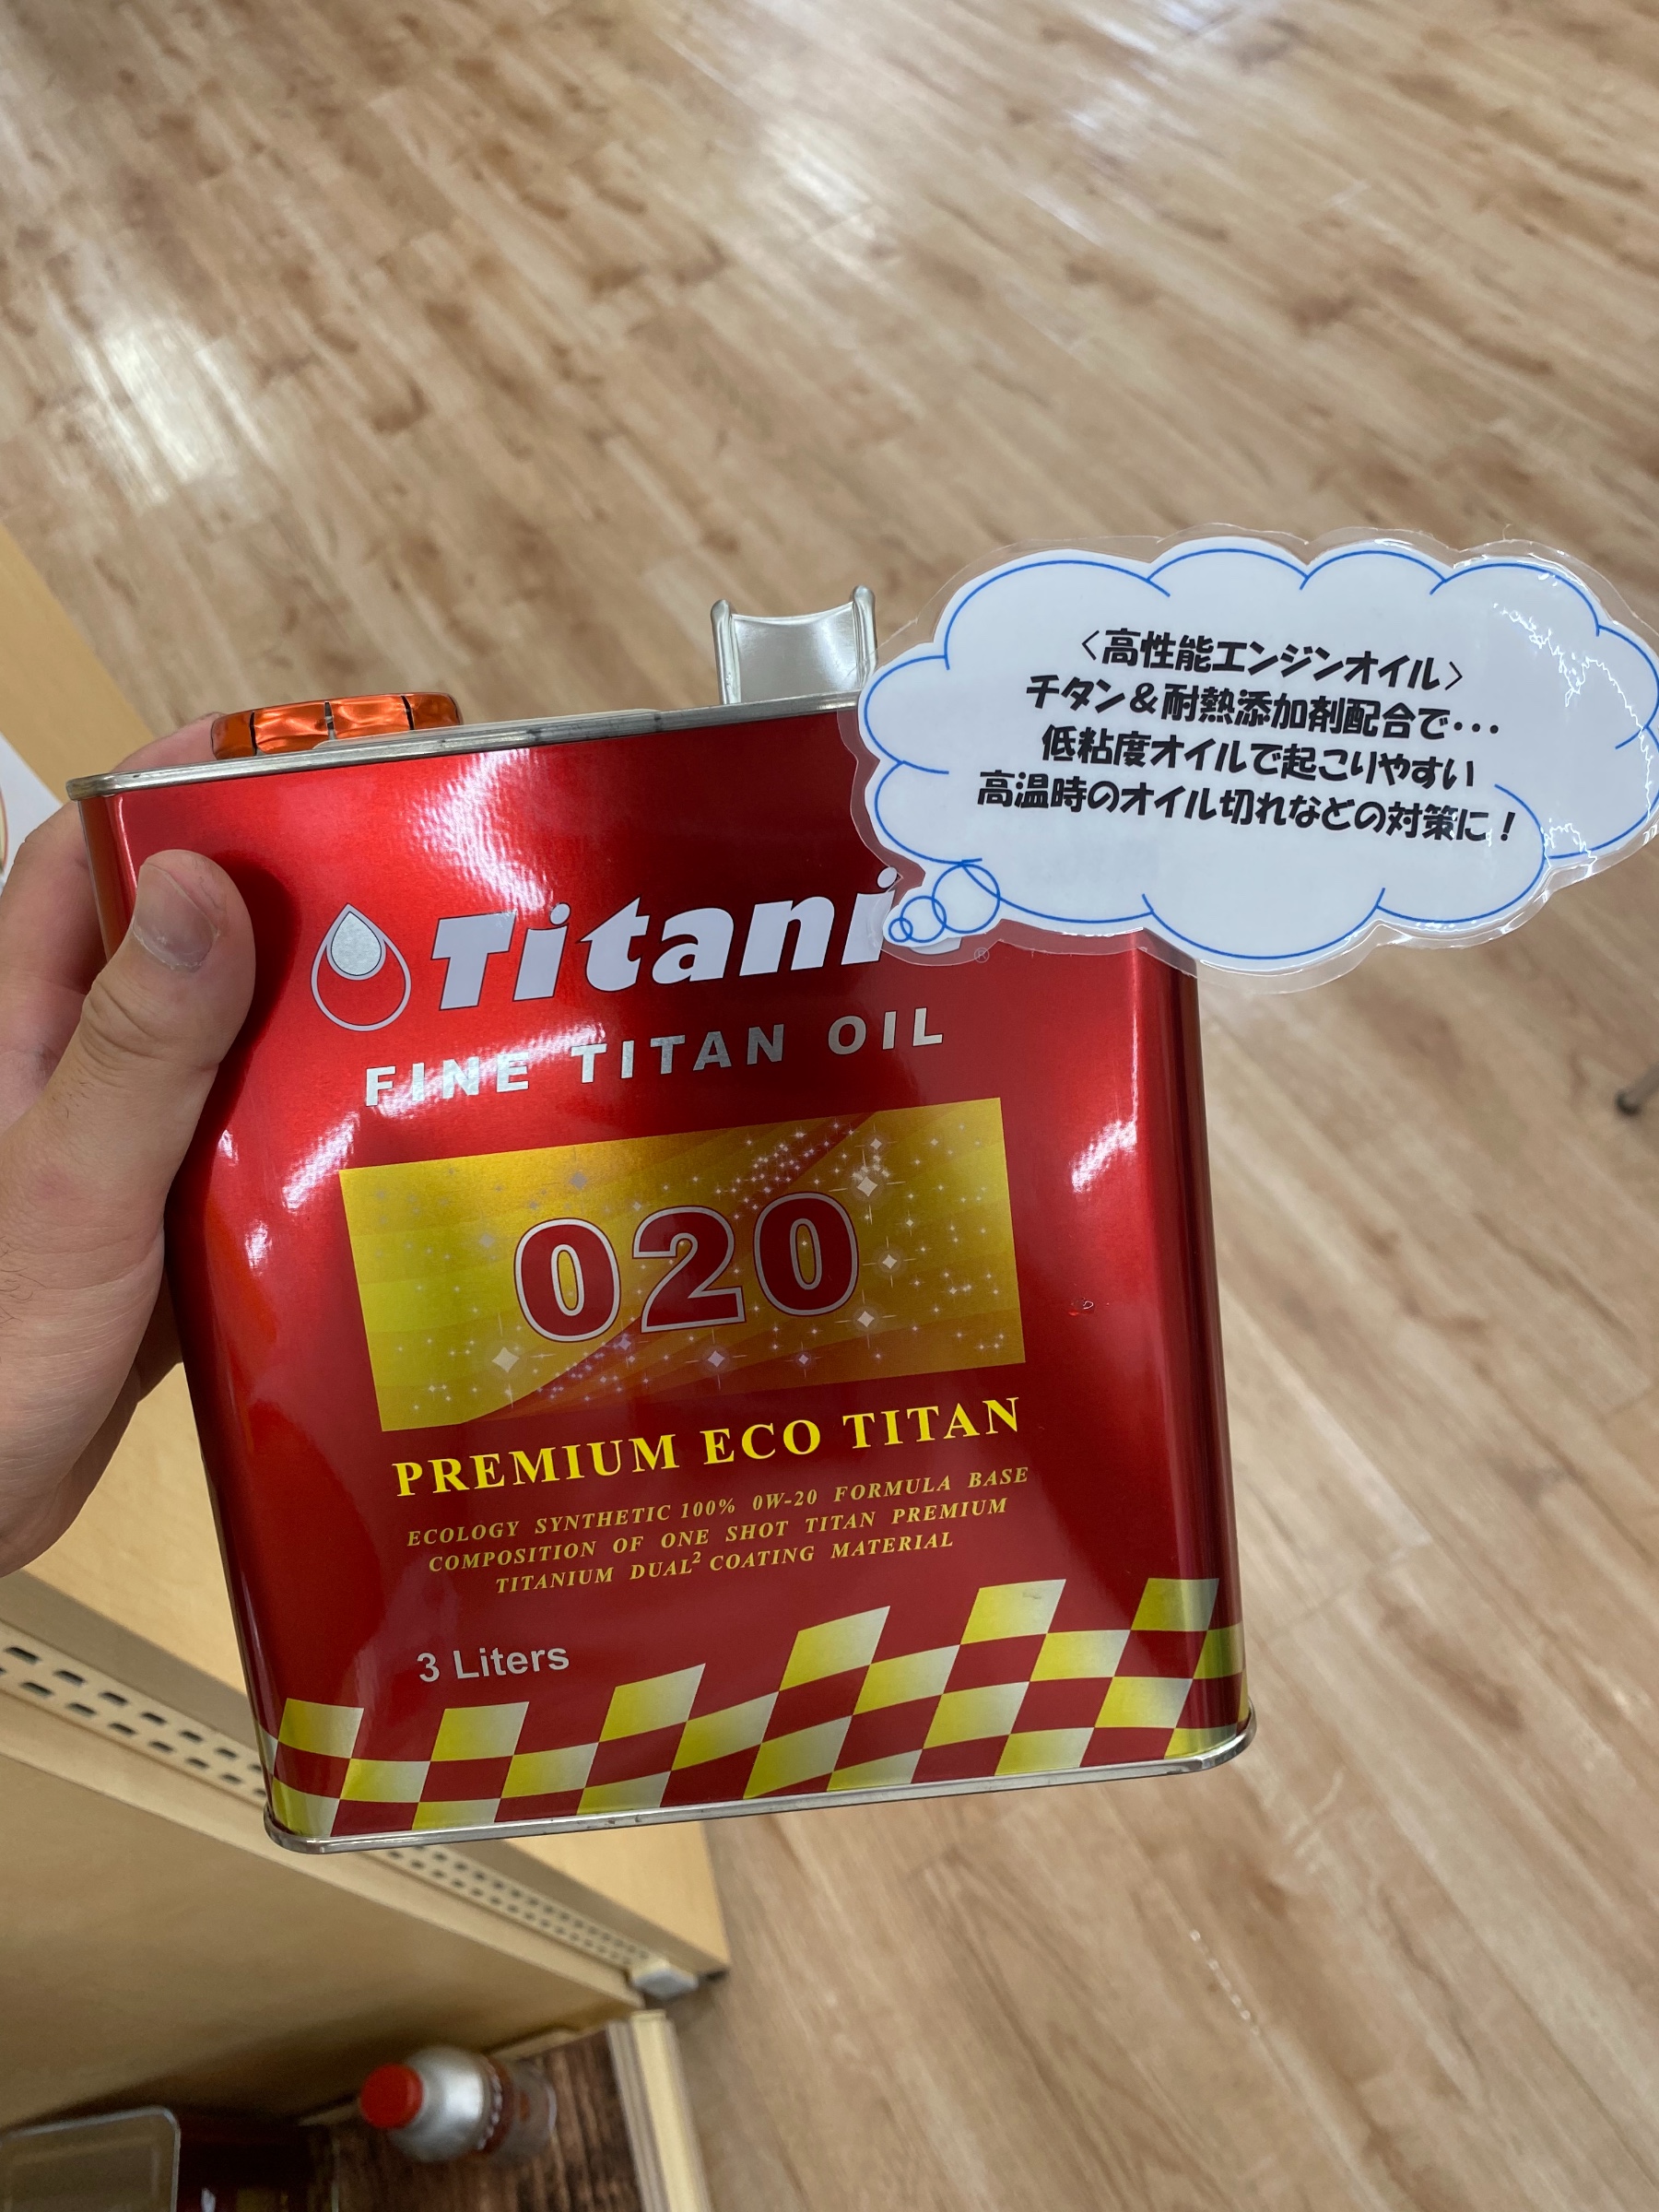 〈高性能エンジンオイル〉
チタン＆耐熱添加剤配合で・・・
低粘度オイルで起こりやすい
高温時のオイル切れなどの対策に！
Titani
®
FINE TITAN OIL
020
PREMIUM ECO TITAN
ECOLOGY SYNTHETIC 100% 0W-20 FORMULA BASE
COMPOSITION OF ONE SHOT TITAN PREMIUM
TITANIUM DUAL² COATING MATERIAL
3 Liters